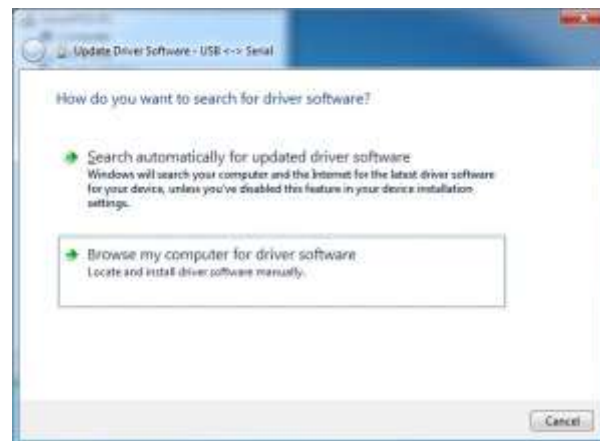 Update Driver Software - USB <-> Serial
How do you want to search for driver software?
Search automatically for updated driver software
Windows will search your computer and the Internet for the latest driver software
for your device, unless you've disabled this feature in your device installation
settings.
Browse my computer for driver software
Locate and install driver software manually.
Cancel